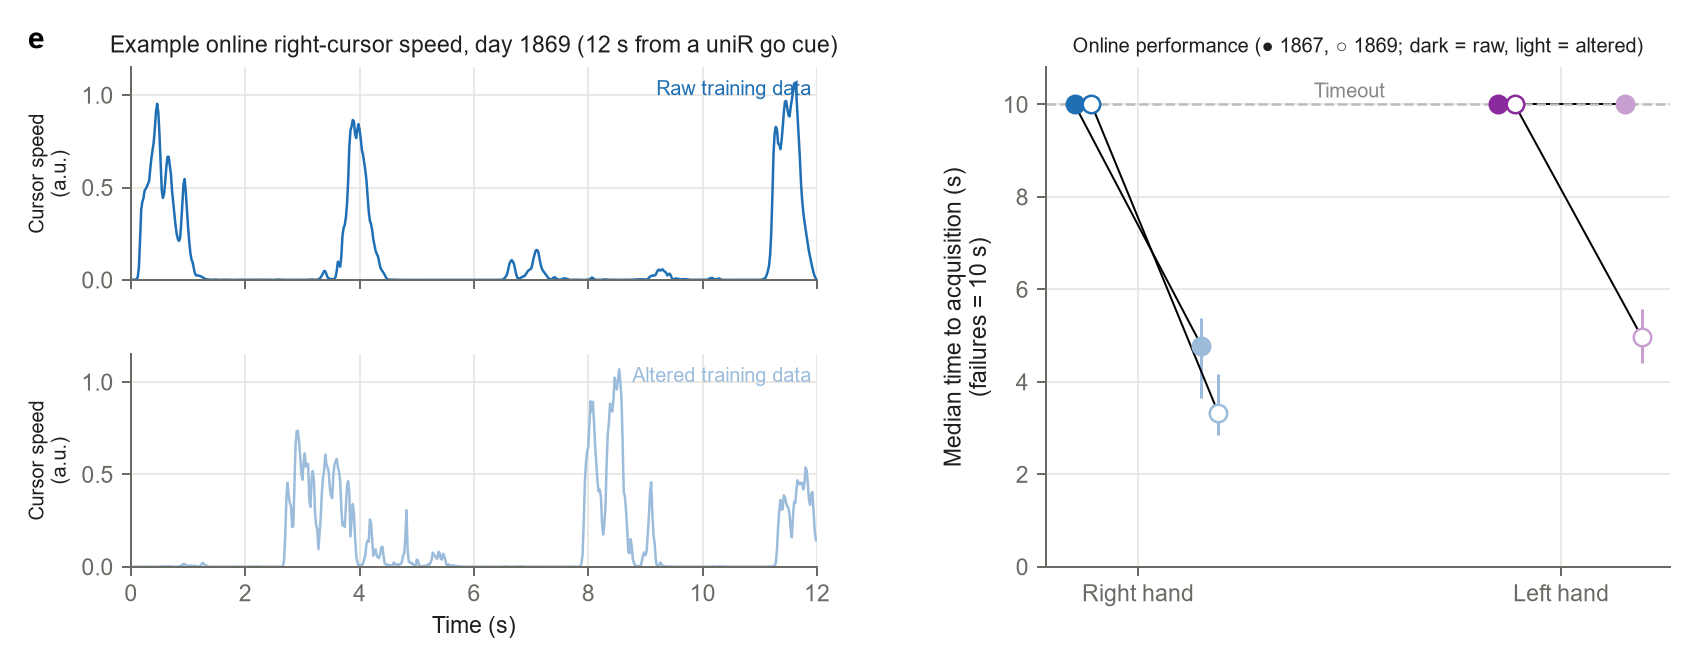 e
Example online right-cursor speed, day 1869 (12 s from a uniR go cue)
Raw training data
Cursor speed
(a.u.)
1.0
0.5
0.0
Altered training data
Cursor speed
(a.u.)
1.0
0.5
0.0
0 2 4 6 8 10 12
Time (s)
Online performance (● 1867, ○ 1869; dark = raw, light = altered)
Timeout
Median time to acquisition (s)
(failures = 10 s)
10
8
6
4
2
0
Right hand Left hand